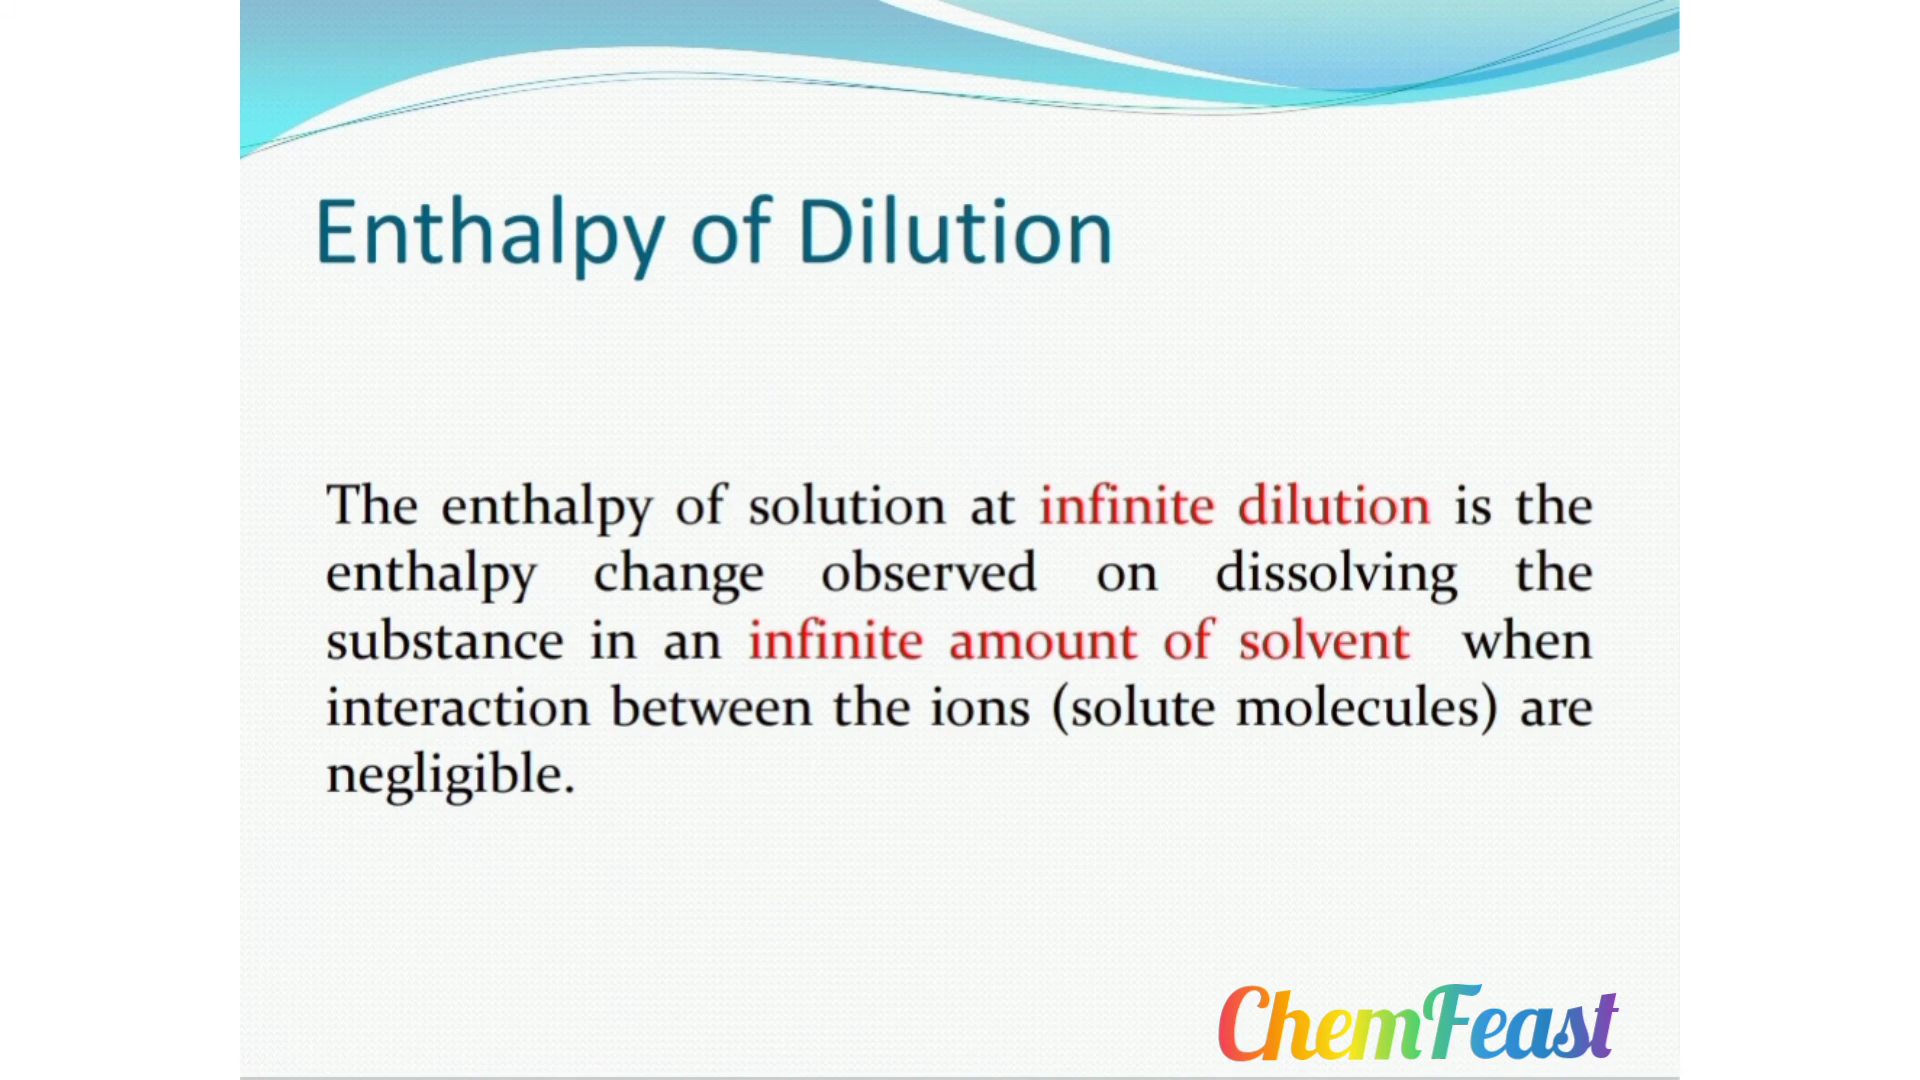 Enthalpy of Dilution
The enthalpy of solution at infinite dilution is the
enthalpy change observed on dissolving the
substance in an infinite amount of solvent when
interaction between the ions (solute molecules) are
negligible.
ChemFeast